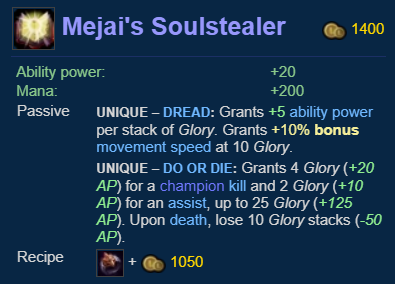 Mejai's Soulstealer 1400
Ability power: +20
Mana: +200
Passive UNIQUE – DREAD: Grants +5 ability power
per stack of Glory. Grants +10% bonus
movement speed at 10 Glory.
UNIQUE – DO OR DIE: Grants 4 Glory (+20
AP) for a champion kill and 2 Glory (+10
AP) for an assist, up to 25 Glory (+125
AP). Upon death, lose 10 Glory stacks (-50
AP).
Recipe + 1050